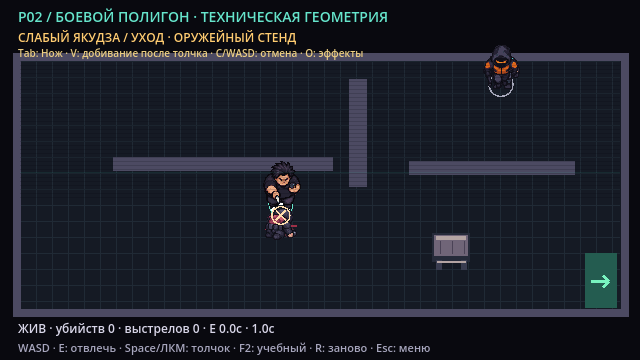 P02 / БОЕВОЙ ПОЛИГОН · ТЕХНИЧЕСКАЯ ГЕОМЕТРИЯ
СЛАБЫЙ ЯКУДЗА / УХОД · ОРУЖЕЙНЫЙ СТЕНД
Tab: Нож · V: добивание после толчка · C/WASD: отмена · O: эффекты
ЖИВ · убийств 0 · выстрелов 0 · E 0.0с · 1.0с
WASD · E: отвлечь · Space/ЛКМ: толчок · F2: учебный · R: заново · Esc: меню